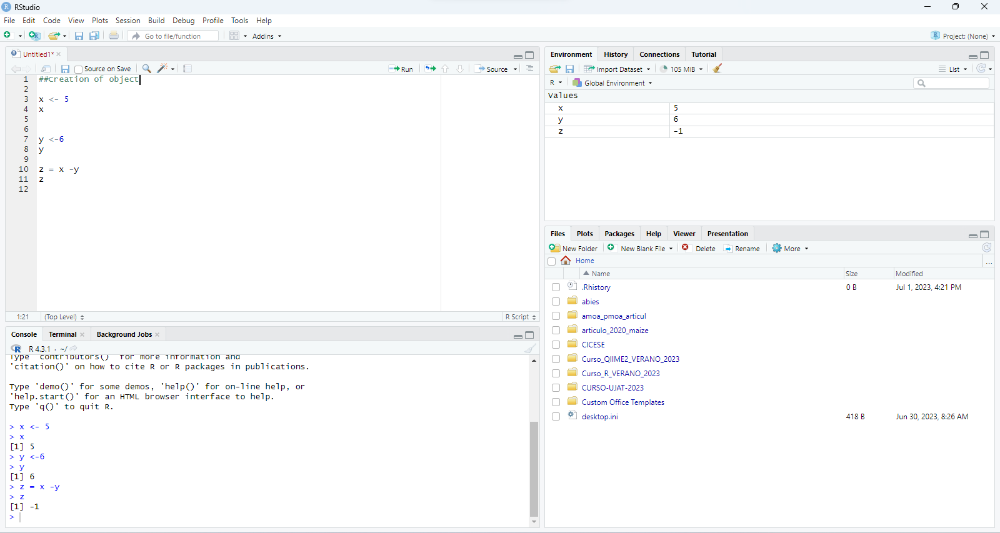 RStudio
File Edit Code View Plots Session Build Debug Profile Tools Help
Go to file/function Addins Project: (None)
Untitled1*
Source on Save Run Source
1 ##Creation of object
2
3 x <- 5
4 x
5
6
7 y <-6
8 y
9
10 z = x -y
11 z
12
1:21 (Top Level) R Script
Console Terminal Background Jobs
R 4.3.1 · ~/
Type 'contributors()' for more information and
'citation()' on how to cite R or R packages in publications.
Type 'demo()' for some demos, 'help()' for on-line help, or
'help.start()' for an HTML browser interface to help.
Type 'q()' to quit R.
> x <- 5
> x
[1] 5
> y <-6
> y
[1] 6
> z = x -y
> z
[1] -1
>
Environment History Connections Tutorial
Import Dataset 105 MiB List
R Global Environment
Values
x 5
y 6
z -1
Files Plots Packages Help Viewer Presentation
New Folder New Blank File Delete Rename More
Home ...
Name Size Modified
.Rhistory 0 B Jul 1, 2023, 4:21 PM
abies
amoa_pmoa_articul
articulo_2020_maize
CICESE
Curso_QIIME2_VERANO_2023
Curso_R_VERANO_2023
CURSO-UJAT-2023
Custom Office Templates
desktop.ini 418 B Jun 30, 2023, 8:26 AM